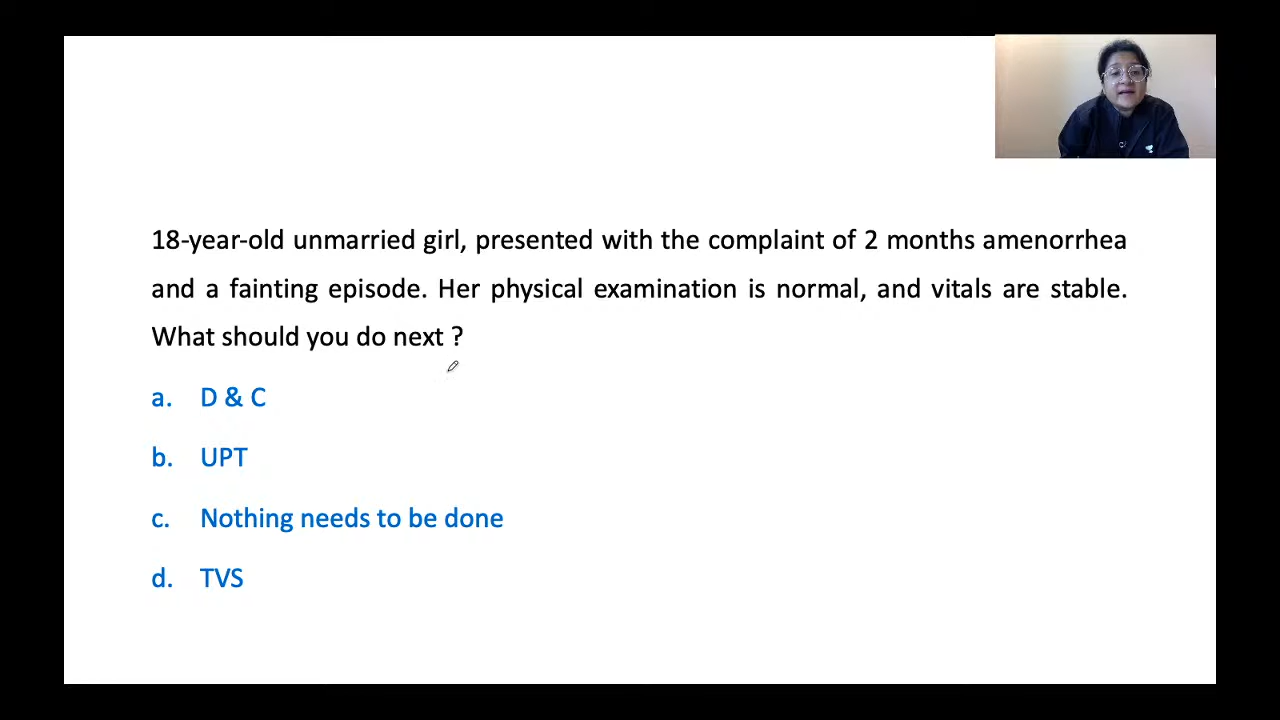 18-year-old unmarried girl, presented with the complaint of 2 months amenorrhea
and a fainting episode. Her physical examination is normal, and vitals are stable.
What should you do next ?
a. D & C
b. UPT
c. Nothing needs to be done
d. TVS